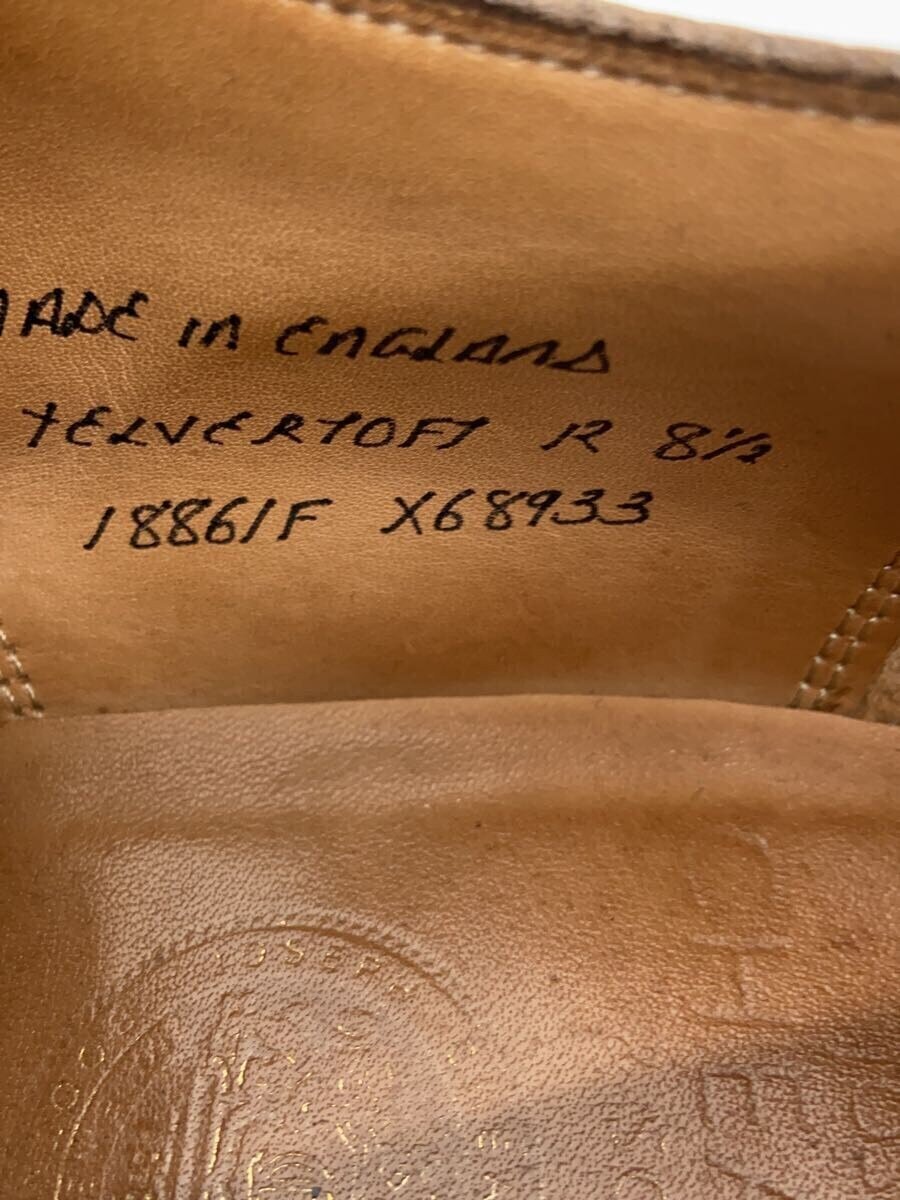 MADE IN ENGLAND
YELVERTOFT R 8½
18861F X68933